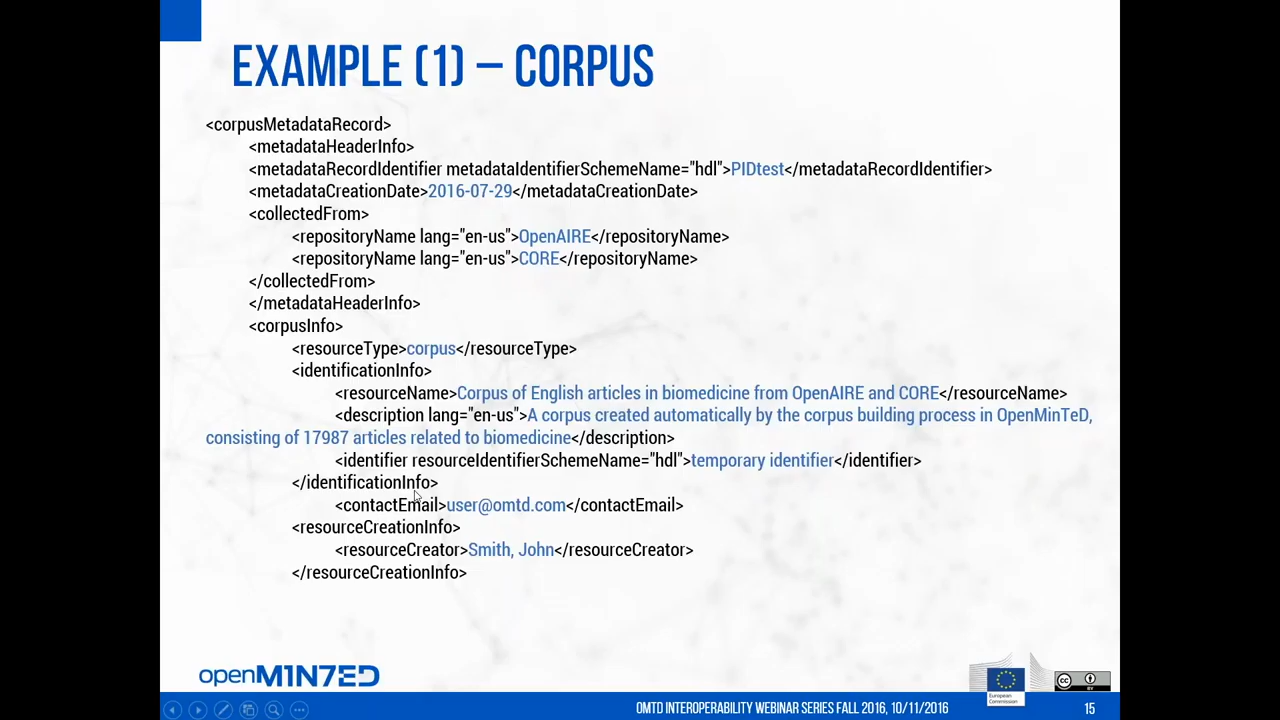 EXAMPLE (1) – CORPUS
<corpusMetadataRecord>
<metadataHeaderInfo>
<metadataRecordIdentifier metadataIdentifierSchemeName="hdl">PIDtest</metadataRecordIdentifier>
<metadataCreationDate>2016-07-29</metadataCreationDate>
<collectedFrom>
<repositoryName lang="en-us">OpenAIRE</repositoryName>
<repositoryName lang="en-us">CORE</repositoryName>
</collectedFrom>
</metadataHeaderInfo>
<corpusInfo>
<resourceType>corpus</resourceType>
<identificationInfo>
<resourceName>Corpus of English articles in biomedicine from OpenAIRE and CORE</resourceName>
<description lang="en-us">A corpus created automatically by the corpus building process in OpenMinTeD,
consisting of 17987 articles related to biomedicine</description>
<identifier resourceIdentifierSchemeName="hdl">temporary identifier</identifier>
</identificationInfo>
<contactEmail>user@omtd.com</contactEmail>
<resourceCreationInfo>
<resourceCreator>Smith, John</resourceCreator>
</resourceCreationInfo>
openM1N7ED
European
Commission
cc
BY
OMTD INTEROPERABILITY WEBINAR SERIES FALL 2016, 10/11/2016
15